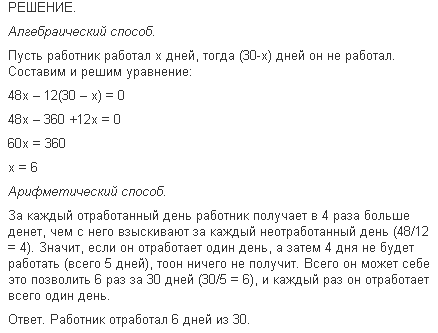 РЕШЕНИЕ.
Алгебраический способ.
Пусть работник работал х дней, тогда (30-х) дней он не работал.
Составим и решим уравнение:
48х – 12(30 – х) = 0
48х – 360 +12х = 0
60х = 360
х = 6
Арифметический способ.
За каждый отработанный день работник получает в 4 раза больше
денег, чем с него взыскивают за каждый неотработанный день (48/12
= 4). Значит, если он отработает один день, а затем 4 дня не будет
работать (всего 5 дней), тоон ничего не получит. Всего он может себе
это позволить 6 раз за 30 дней (30/5 = 6), и каждый раз он отработает
всего один день.
Ответ. Работник отработал 6 дней из 30.